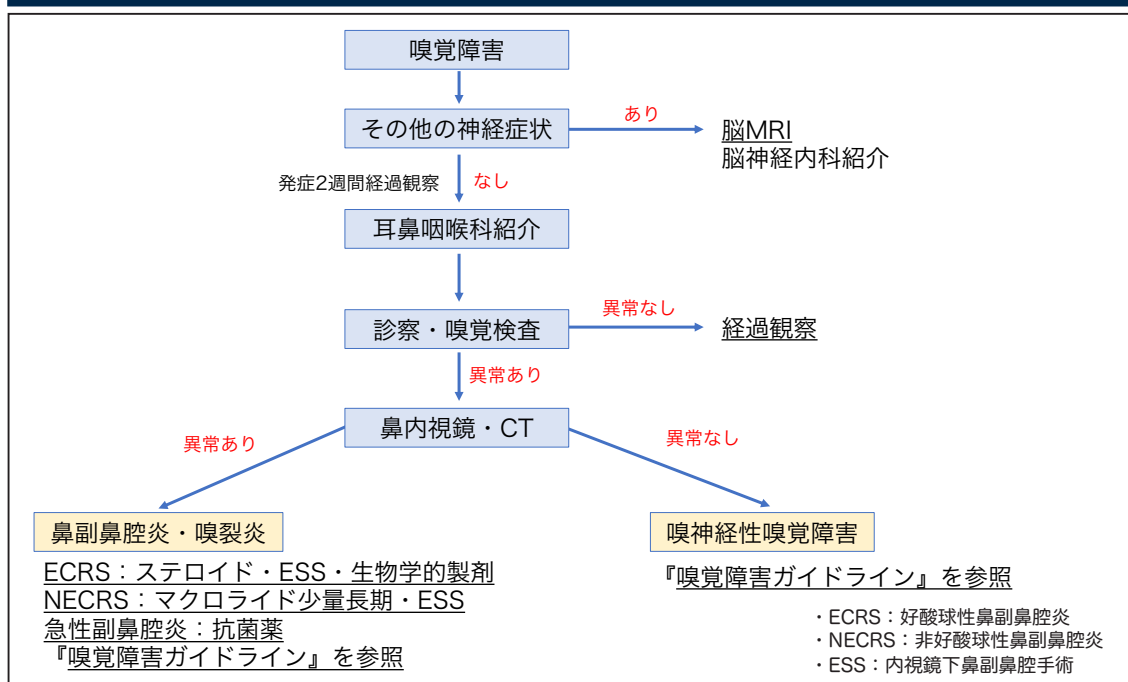 嗅覚障害
その他の神経症状
あり
脳MRI
脳神経内科紹介
発症2週間経過観察
なし
耳鼻咽喉科紹介
診察・嗅覚検査
異常なし
経過観察
異常あり
鼻内視鏡・CT
異常あり
異常なし
鼻副鼻腔炎・嗅裂炎
ECRS：ステロイド・ESS・生物学的製剤
NECRS：マクロライド少量長期・ESS
急性副鼻腔炎：抗菌薬
『嗅覚障害ガイドライン』を参照
嗅神経性嗅覚障害
『嗅覚障害ガイドライン』を参照
・ECRS：好酸球性鼻副鼻腔炎
・NECRS：非好酸球性鼻副鼻腔炎
・ESS：内視鏡下鼻副鼻腔手術